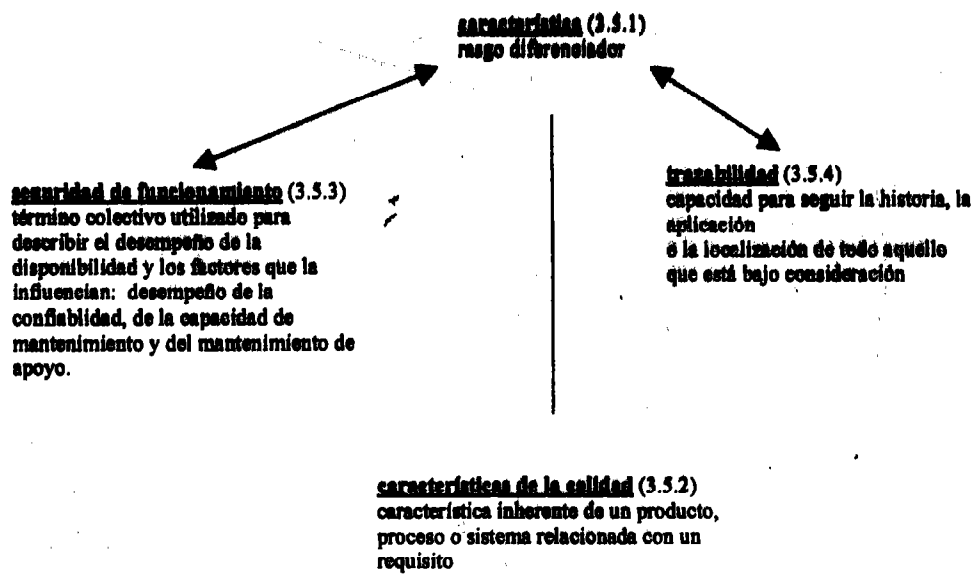 característica (3.5.1)
rasgo diferenciador
seguridad de funcionamiento (3.5.3)
término colectivo utilizado para
describir el desempeño de la
disponibilidad y los factores que la
influencian: desempeño de la
confiablidad, de la capacidad de
mantenimiento y del mantenimiento de
apoyo.
trazabilidad (3.5.4)
capacidad para seguir la historia, la
aplicación
o la localización de todo aquello
que está bajo consideración
características de la calidad (3.5.2)
característica inherente de un producto,
proceso o sistema relacionada con un
requisito